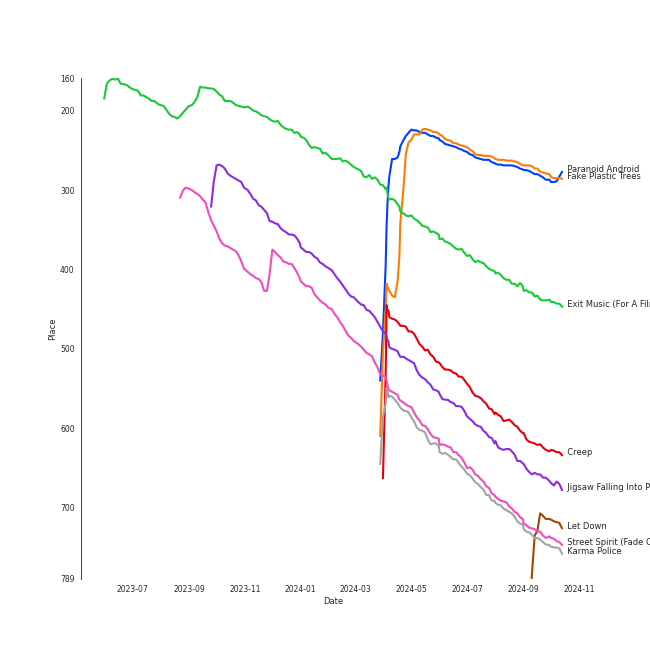 160
200
300
400
500
600
700
789
Place
Paranoid Android
Fake Plastic Trees
Exit Music (For A Fil
Creep
Jigsaw Falling Into P
Let Down
Street Spirit (Fade O
Karma Police
2023-07
2023-09
2023-11
2024-01
2024-03
2024-05
2024-07
2024-09
2024-11
Date